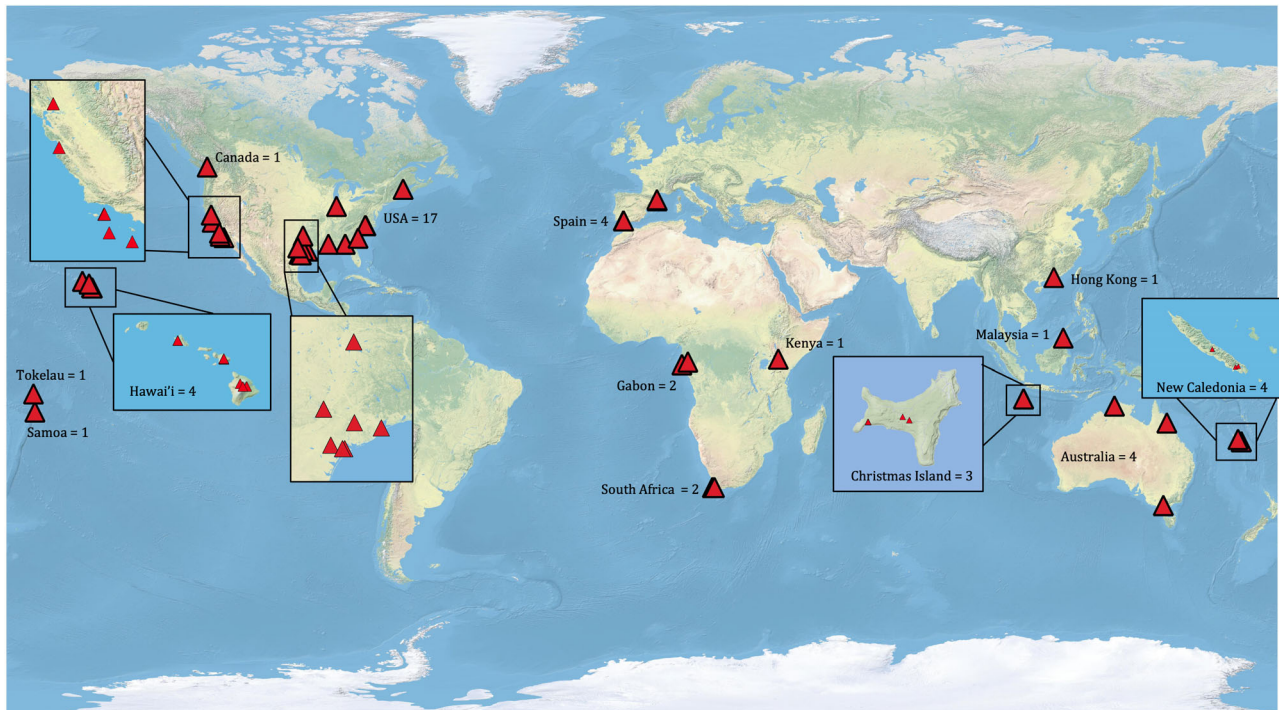 Canada = 1
USA = 17
Spain = 4
Hong Kong = 1
Malaysia = 1
Kenya = 1
Tokelau = 1
Hawai'i = 4
Gabon = 2
New Caledonia = 4
Samoa = 1
Australia = 4
Christmas Island = 3
South Africa = 2